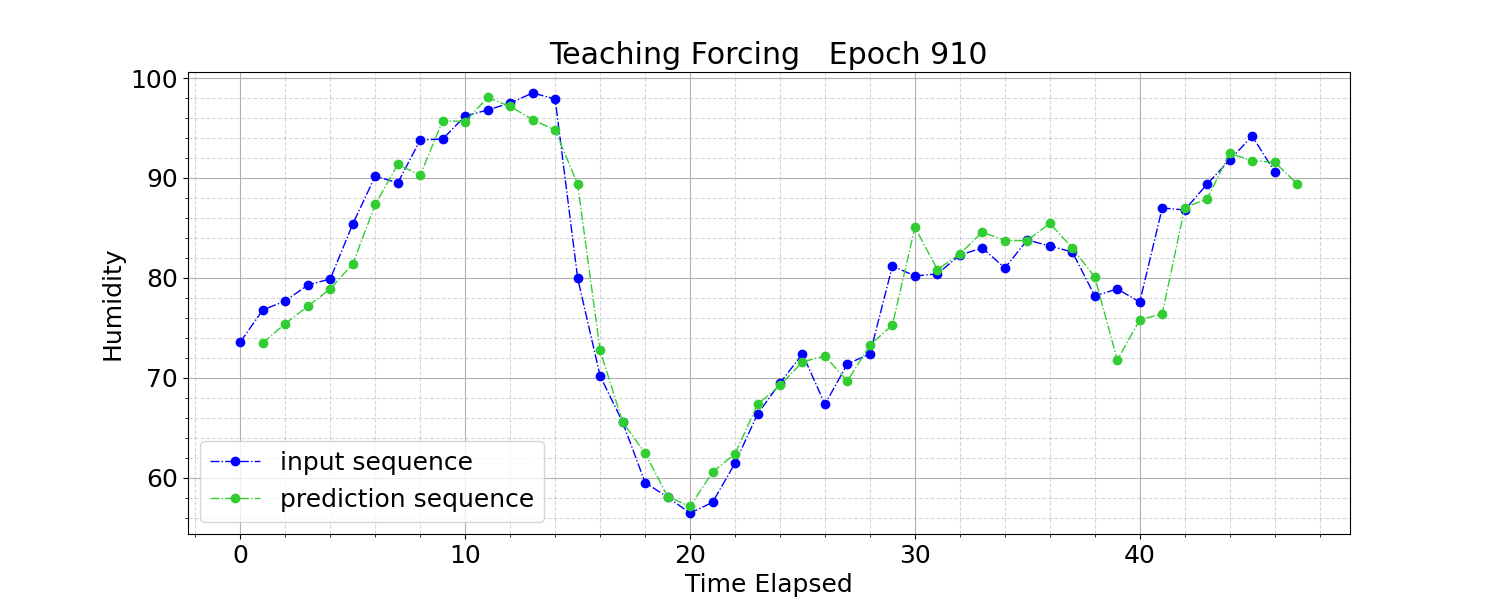 Teaching Forcing   Epoch 910
100
90
80
70
60
Humidity
input sequence
prediction sequence
0 10 20 30 40
Time Elapsed